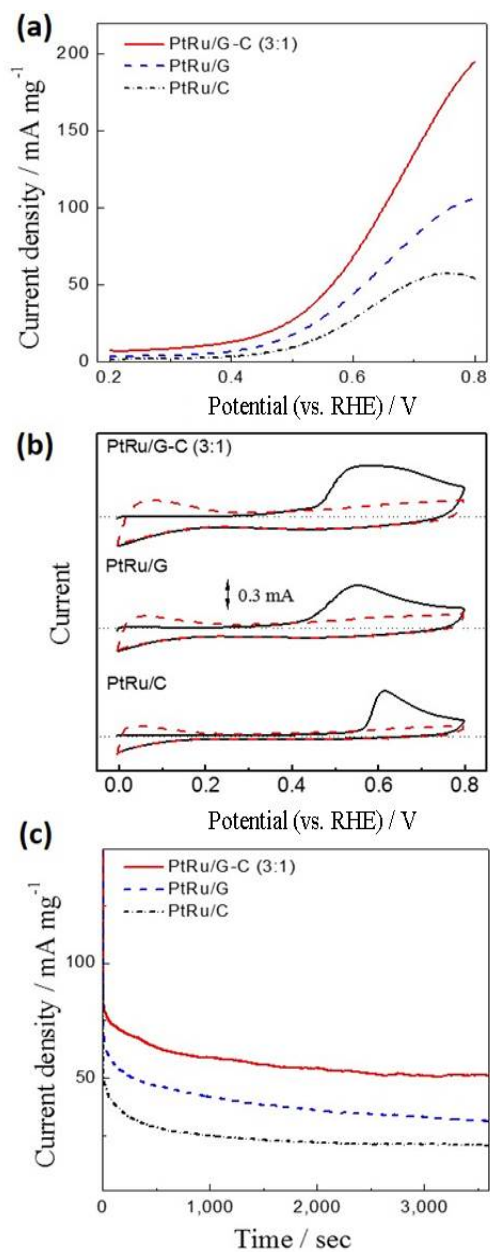 (a)
PtRu/G-C (3:1)
PtRu/G
PtRu/C
200
150
100
50
0
Current density / mA mg⁻¹
0.2 0.4 0.6 0.8
Potential (vs. RHE) / V
(b)
PtRu/G-C (3:1)
PtRu/G
0.3 mA
PtRu/C
Current
0.0 0.2 0.4 0.6 0.8
Potential (vs. RHE) / V
(c)
PtRu/G-C (3:1)
PtRu/G
PtRu/C
100
50
Current density / mA mg⁻¹
0 1,000 2,000 3,000
Time / sec